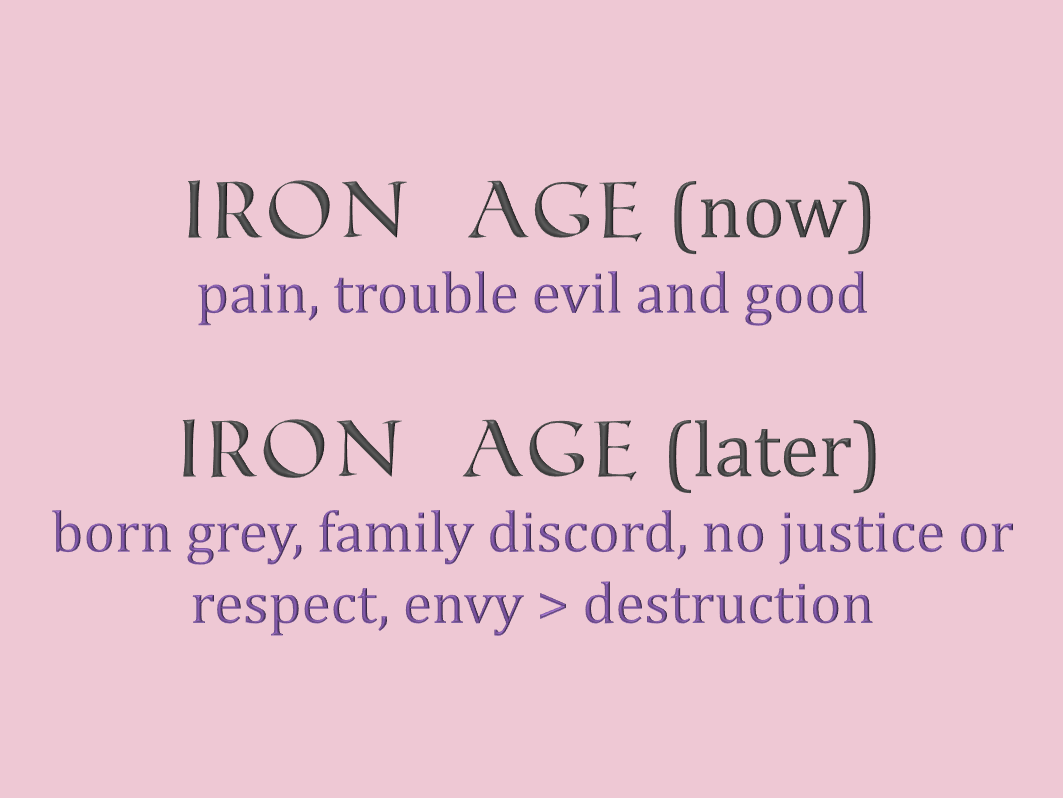 IRON AGE (now)
pain, trouble evil and good
IRON AGE (later)
born grey, family discord, no justice or
respect, envy > destruction